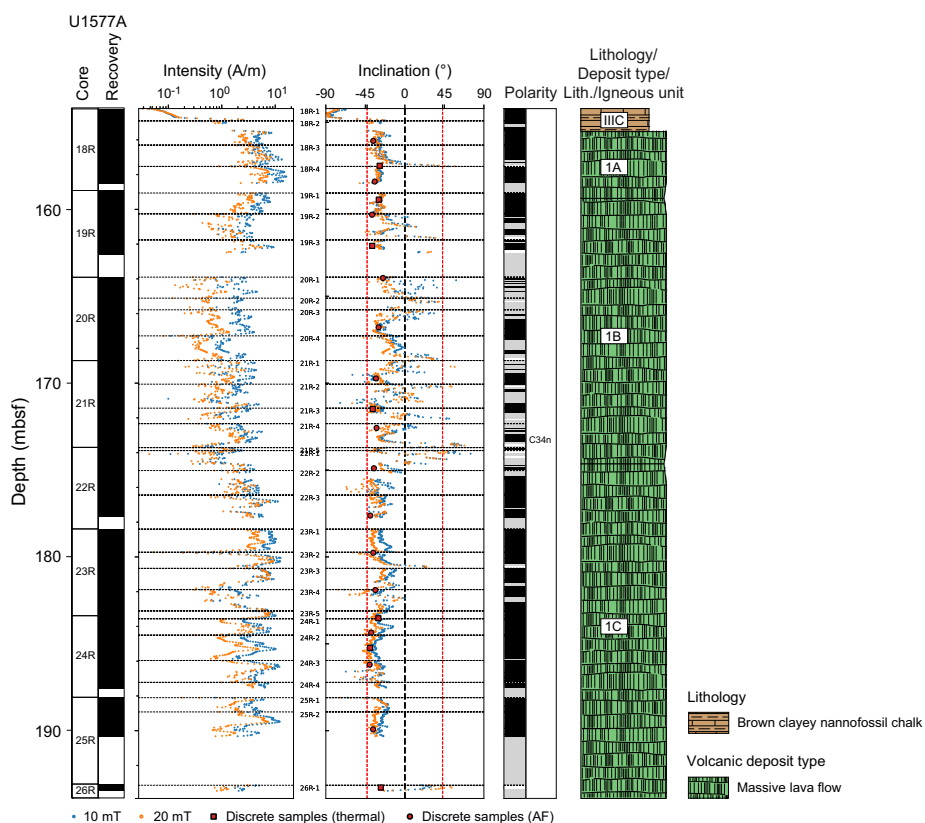 U1577A
Core
Recovery
Intensity (A/m)
Inclination (°)
Polarity
Lithology/
Deposit type/
Lith./Igneous unit
10⁻¹ 10⁰ 10¹
-90 -45 0 45 90
Depth (mbsf)
160
170
180
190
18R
19R
20R
21R
22R
23R
24R
25R
26R
18R-1
18R-2
18R-3
18R-4
19R-1
19R-2
19R-3
20R-1
20R-2
20R-3
20R-4
21R-1
21R-2
21R-3
21R-4
22R-2
22R-3
23R-1
23R-2
23R-3
23R-4
23R-5
24R-1
24R-2
24R-3
24R-4
25R-1
25R-2
26R-1
C34n
IIIC
1A
1B
1C
Lithology
Brown clayey nannofossil chalk
Volcanic deposit type
Massive lava flow
10 mT 20 mT Discrete samples (thermal) Discrete samples (AF)